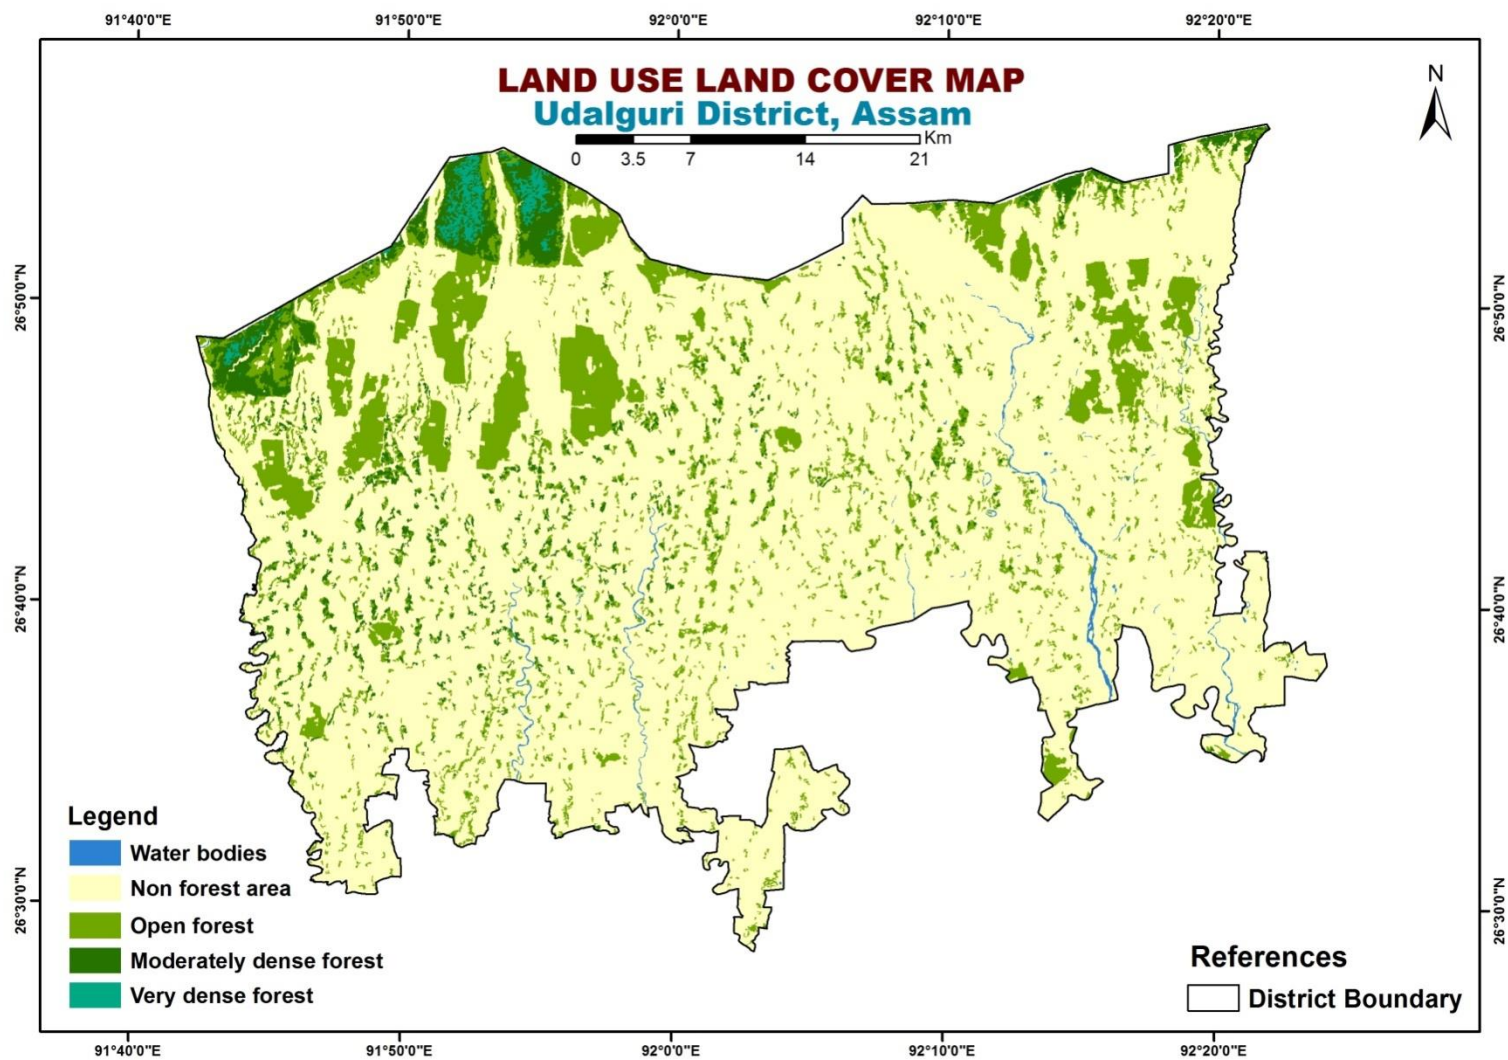 91°40'0"E 91°50'0"E 92°0'0"E 92°10'0"E 92°20'0"E
N
LAND USE LAND COVER MAP
Udalguri District, Assam
Km
0 3.5 7 14 21
26°50'0"N 26°50'0"N
26°40'0"N 26°40'0"N
26°30'0"N 26°30'0"N
Legend
Water bodies
Non forest area
Open forest
Moderately dense forest
Very dense forest
References
District Boundary
91°40'0"E 91°50'0"E 92°0'0"E 92°10'0"E 92°20'0"E